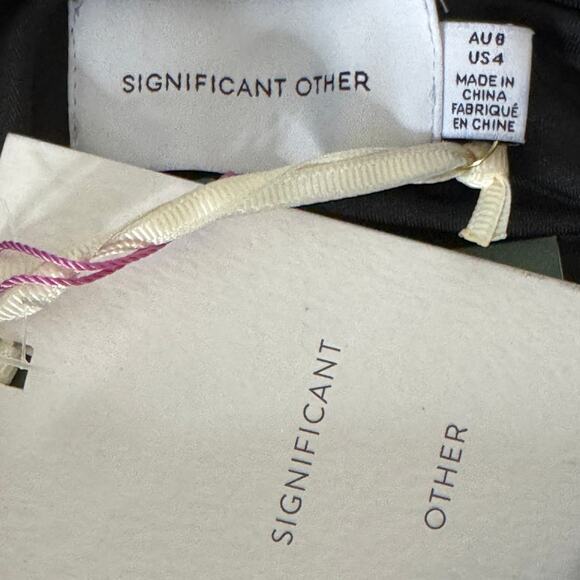 SIGNIFICANT OTHER
AU 8
US 4
MADE IN
CHINA
FABRIQUÉ
EN CHINE
SIGNIFICANT
OTHER